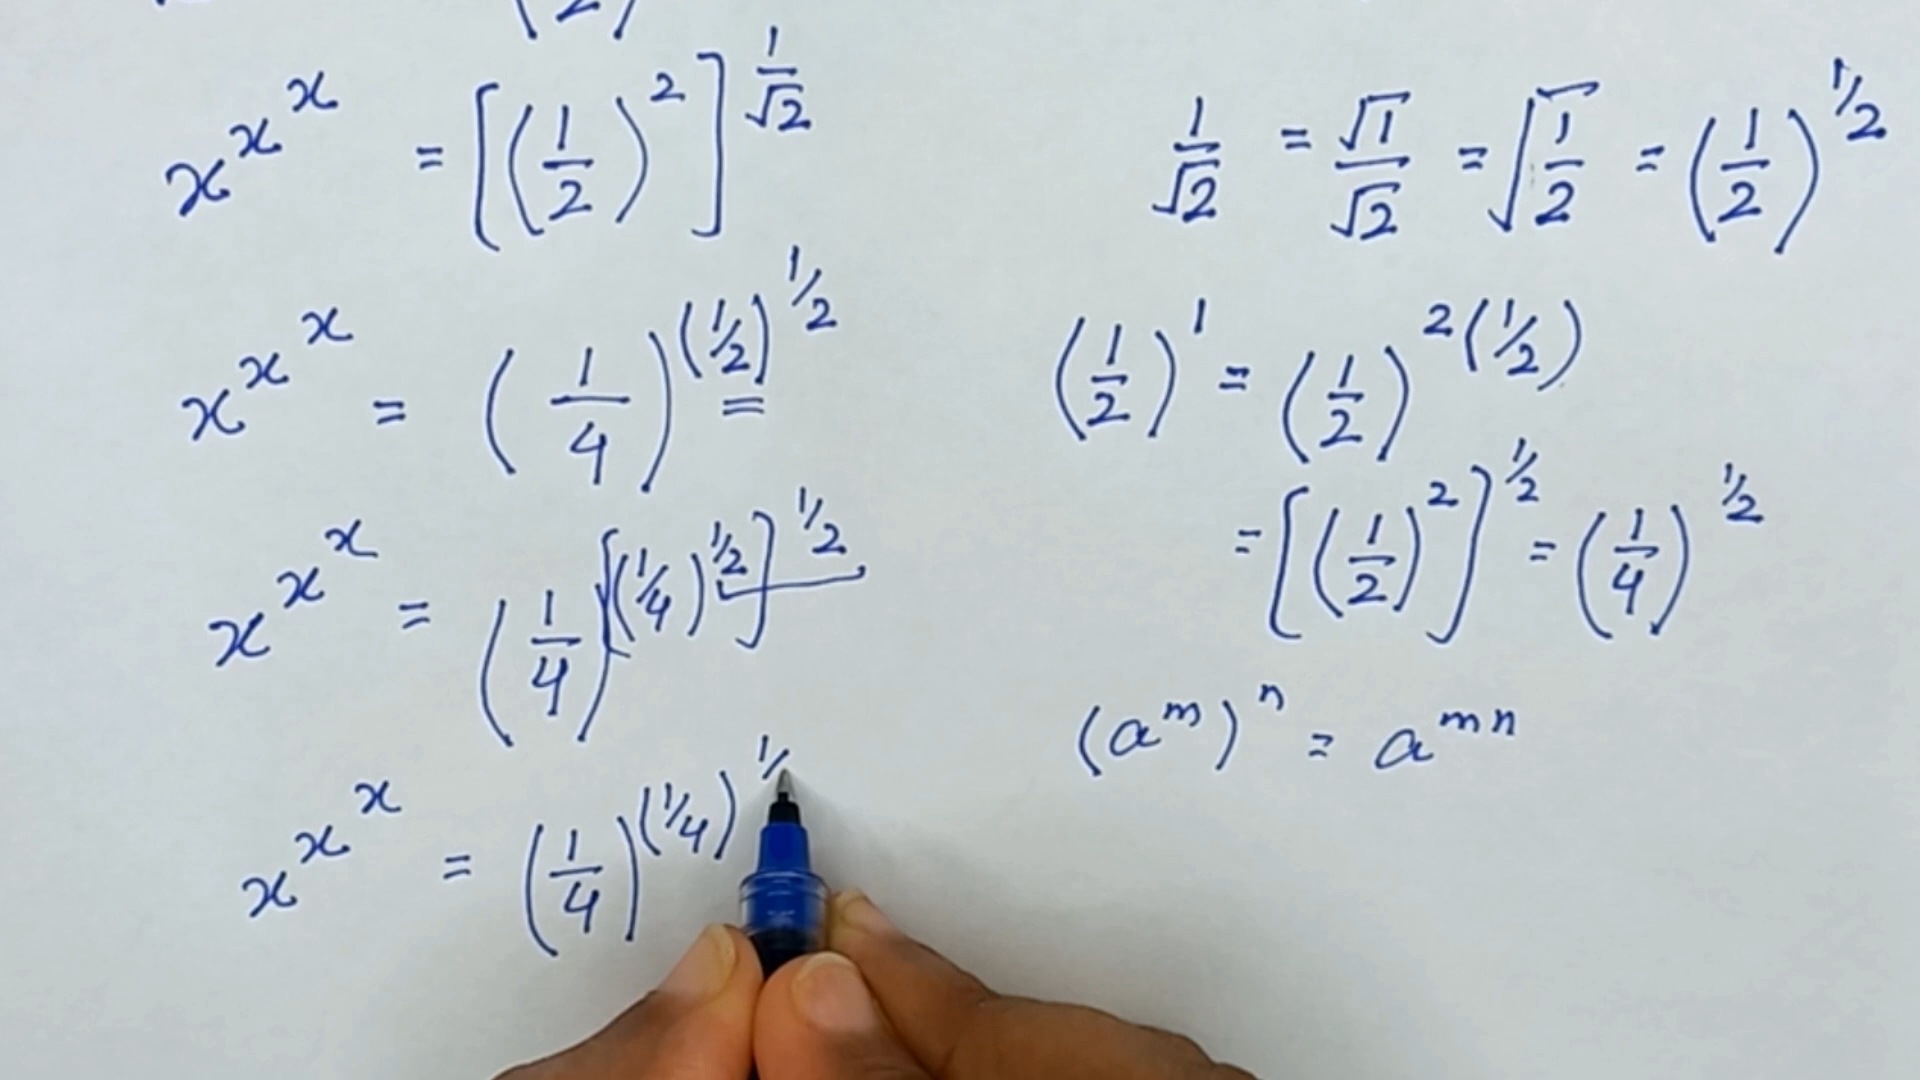 (2)
x^x^x = [(1/2)^2]^(1/√2)
1/√2 = √1/√2 = √(1/2) = (1/2)^(1/2)
x^x^x = (1/4)^(1/2)^(1/2)
(1/2)^1 = (1/2)^2(1/2)
= [(1/2)^2]^(1/2) = (1/4)^(1/2)
x^x^x = (1/4)^[(1/4)^(1/2)]^(1/2)
(a^m)^n = a^mn
x^x^x = (1/4)^(1/4)^1/